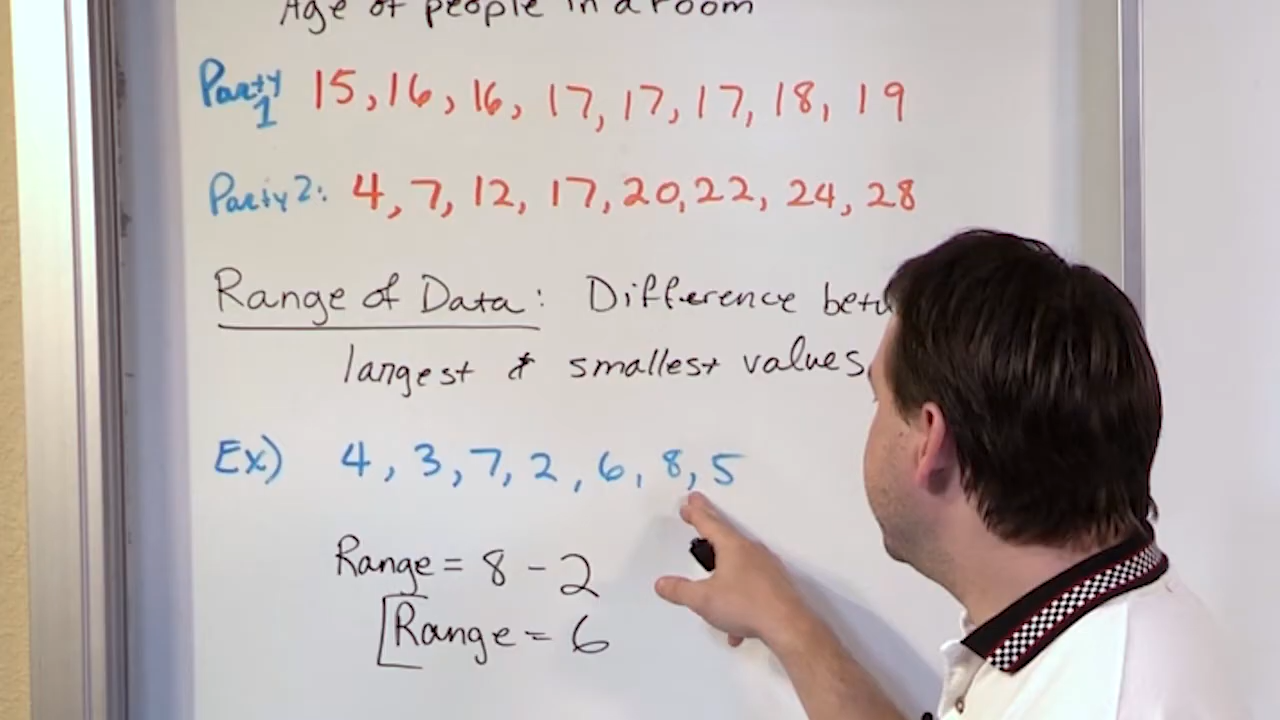 Age of people in a room
Party 1 15, 16, 16, 17, 17, 17, 18, 19
Party 2: 4, 7, 12, 17, 20, 22, 24, 28
Range of Data: Difference
largest & smallest values
Ex) 4, 3, 7, 2, 6, 8, 5
Range = 8 - 2
Range = 6